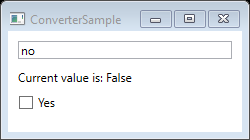 ConverterSample
no
Current value is: False
Yes